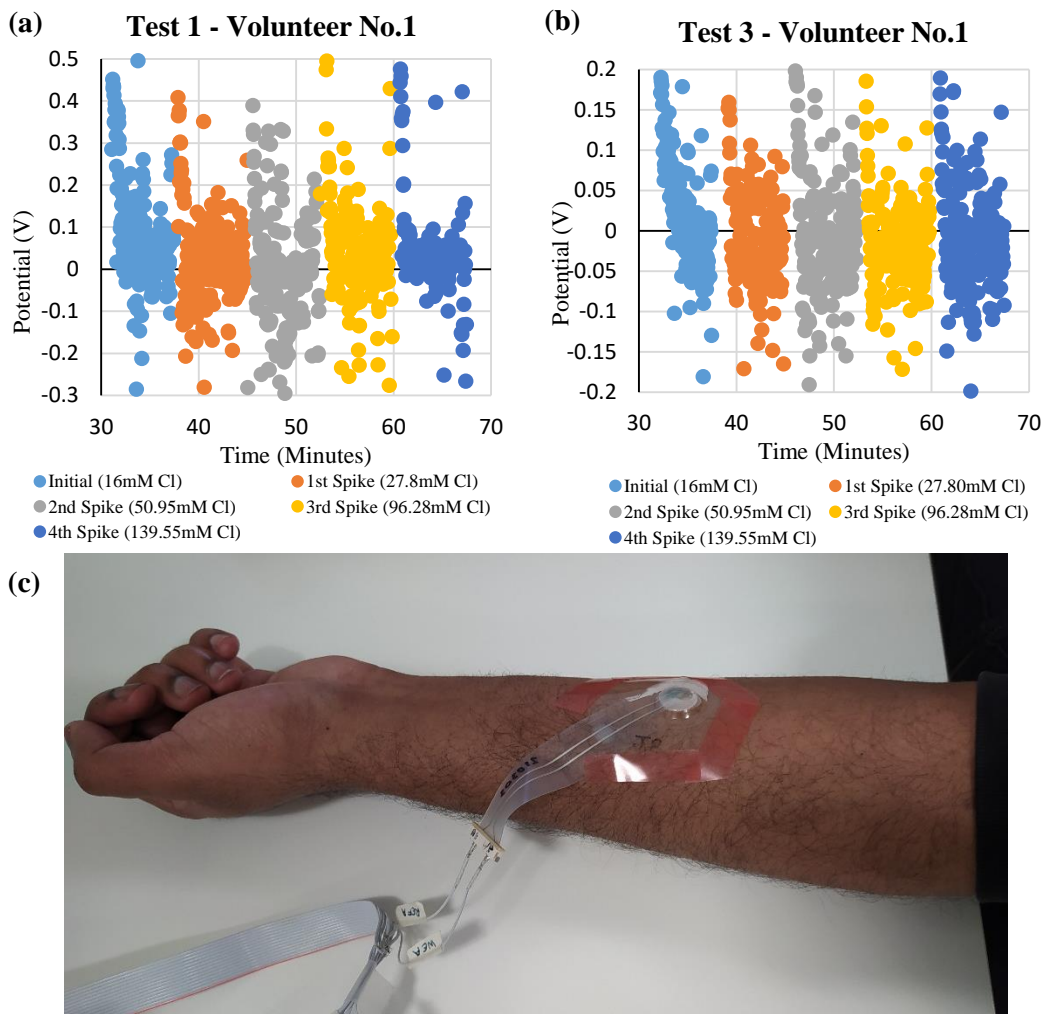 (a)
Test 1 - Volunteer No.1
0.5
0.4
0.3
0.2
0.1
0
-0.1
-0.2
-0.3
Potential (V)
30 40 50 60 70
Time (Minutes)
Initial (16mM Cl) 1st Spike (27.8mM Cl)
2nd Spike (50.95mM Cl) 3rd Spike (96.28mM Cl)
4th Spike (139.55mM Cl)
(b)
Test 3 - Volunteer No.1
0.2
0.15
0.1
0.05
0
-0.05
-0.1
-0.15
-0.2
Potential (V)
30 40 50 60 70
Time (Minutes)
Initial (16mM Cl) 1st Spike (27.80mM Cl)
2nd Spike (50.95mM Cl) 3rd Spike (96.28mM Cl)
4th Spike (139.55mM Cl)
(c)
WEA